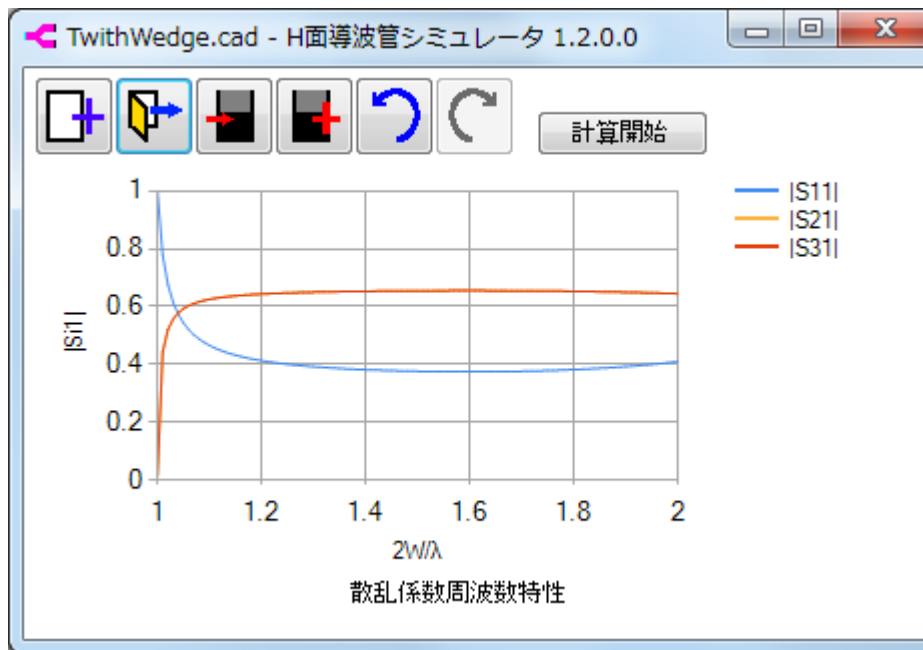 TwithWedge.cad - H面導波管シミュレータ 1.2.0.0
計算開始
1
0.8
0.6
0.4
0.2
0
|Si1|
1 1.2 1.4 1.6 1.8 2
2W/λ
散乱係数周波数特性
|S11|
|S21|
|S31|